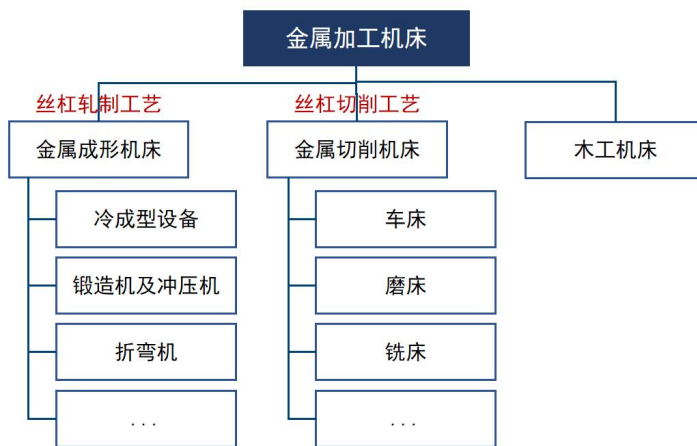 金属加工机床
丝杠轧制工艺
丝杠切削工艺
金属成形机床
金属切削机床
木工机床
冷成型设备
车床
锻造机及冲压机
磨床
折弯机
铣床
...
...